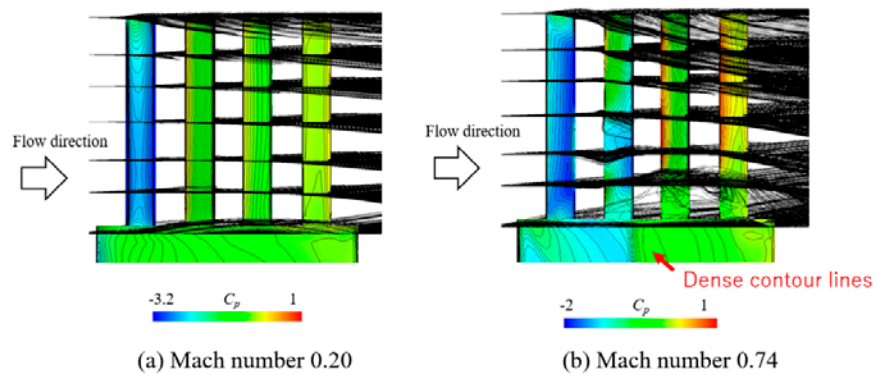 Flow direction
-3.2 Cp 1
(a) Mach number 0.20
Flow direction
Dense contour lines
-2 Cp 1
(b) Mach number 0.74